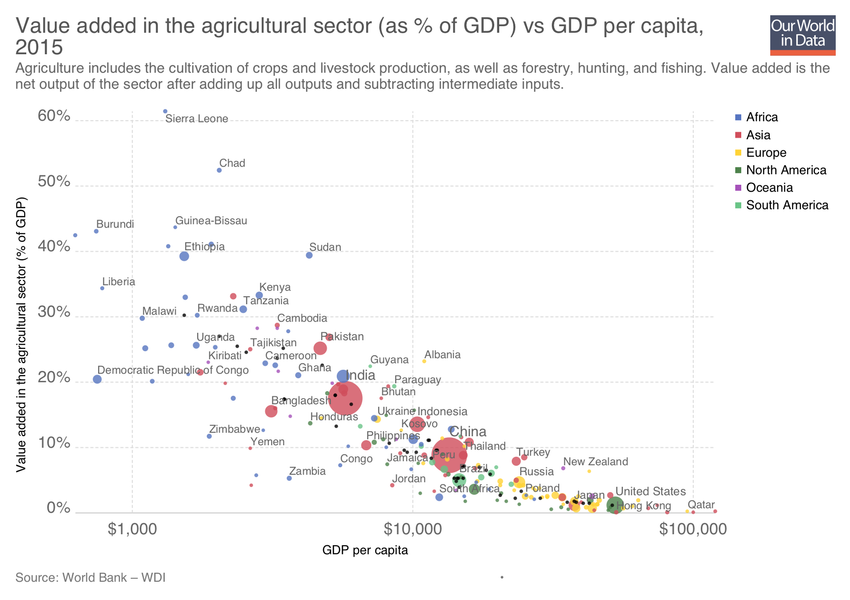 Value added in the agricultural sector (as % of GDP) vs GDP per capita,
2015
Our World
in Data
Agriculture includes the cultivation of crops and livestock production, as well as forestry, hunting, and fishing. Value added is the
net output of the sector after adding up all outputs and subtracting intermediate inputs.
60%
Sierra Leone
Africa
Asia
Europe
North America
Oceania
South America
Chad
50%
Burundi
Guinea-Bissau
40%
Ethiopia
Sudan
Liberia
Kenya
30%
Tanzania
Malawi
Rwanda
Cambodia
Uganda
Pakistan
Tajikistan
Kiribati
Cameroon
Guyana
Albania
Democratic Republic of Congo
Ghana
India
20%
Paraguay
Bhutan
Bangladesh
Honduras
Ukraine
Indonesia
Kosovo
Zimbabwe
Philippines
China
10%
Yemen
Thailand
Congo
Jamaica
Peru
Turkey
New Zealand
Zambia
Brazil
Russia
Jordan
South Africa
Poland
Japan
United States
0%
Hong Kong
Qatar
$1,000
$10,000
$100,000
Value added in the agricultural sector (% of GDP)
GDP per capita
Source: World Bank – WDI